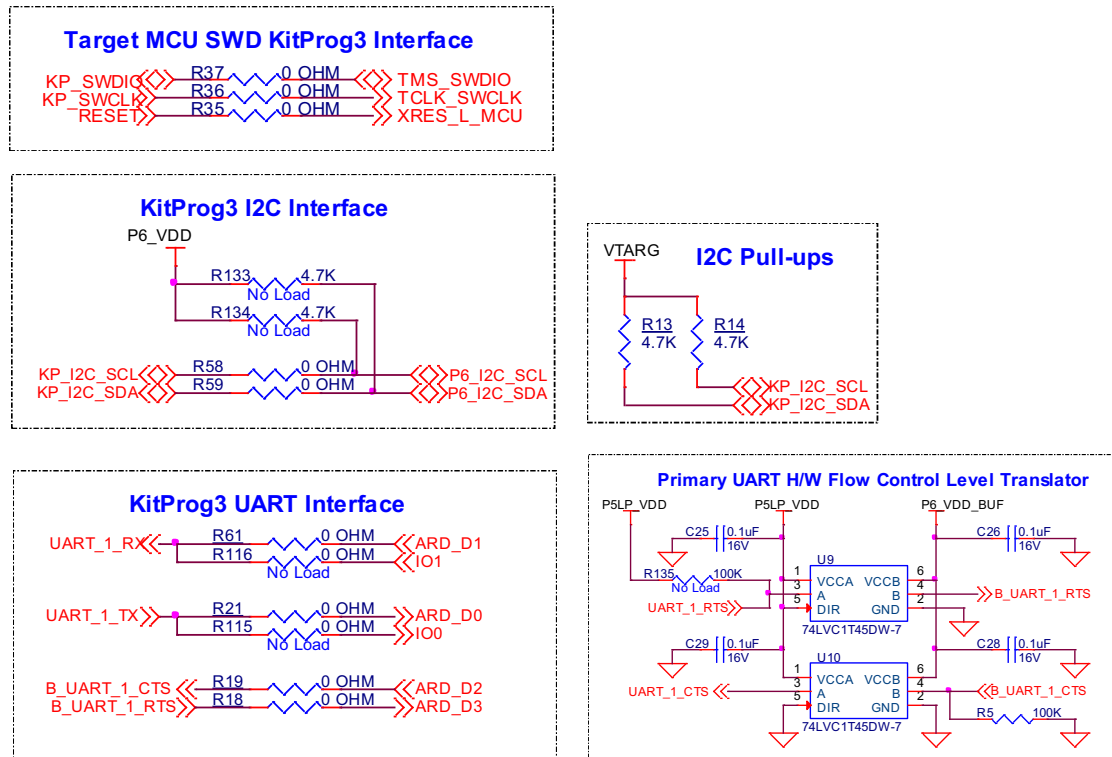 Target MCU SWD KitProg3 Interface
KP_SWDIO R37 0 OHM TMS_SWDIO
KP_SWCLK R36 0 OHM TCLK_SWCLK
RESET R35 0 OHM XRES_L_MCU
KitProg3 I2C Interface
P6_VDD
R133 4.7K
No Load
R134 4.7K
No Load
KP_I2C_SCL R58 0 OHM P6_I2C_SCL
KP_I2C_SDA R59 0 OHM P6_I2C_SDA
I2C Pull-ups
VTARG
R13 R14
4.7K 4.7K
KP_I2C_SCL
KP_I2C_SDA
KitProg3 UART Interface
UART_1_RX R61 0 OHM ARD_D1
R116 0 OHM IO1
No Load
UART_1_TX R21 0 OHM ARD_D0
R115 0 OHM IO0
No Load
B_UART_1_CTS R19 0 OHM ARD_D2
B_UART_1_RTS R18 0 OHM ARD_D3
Primary UART H/W Flow Control Level Translator
P5LP_VDD P5LP_VDD P6_VDD_BUF
C25 0.1uF C26 0.1uF
16V 16V
U9
R135 100K 1 VCCA VCCB 6
No Load 3 A B 4 B_UART_1_RTS
UART_1_RTS 5 DIR GND 2
74LVC1T45DW-7
C29 0.1uF C28 0.1uF
16V 16V
U10
1 VCCA VCCB 6
UART_1_CTS 3 A B 4 B_UART_1_CTS
5 DIR GND 2
R5 100K
74LVC1T45DW-7